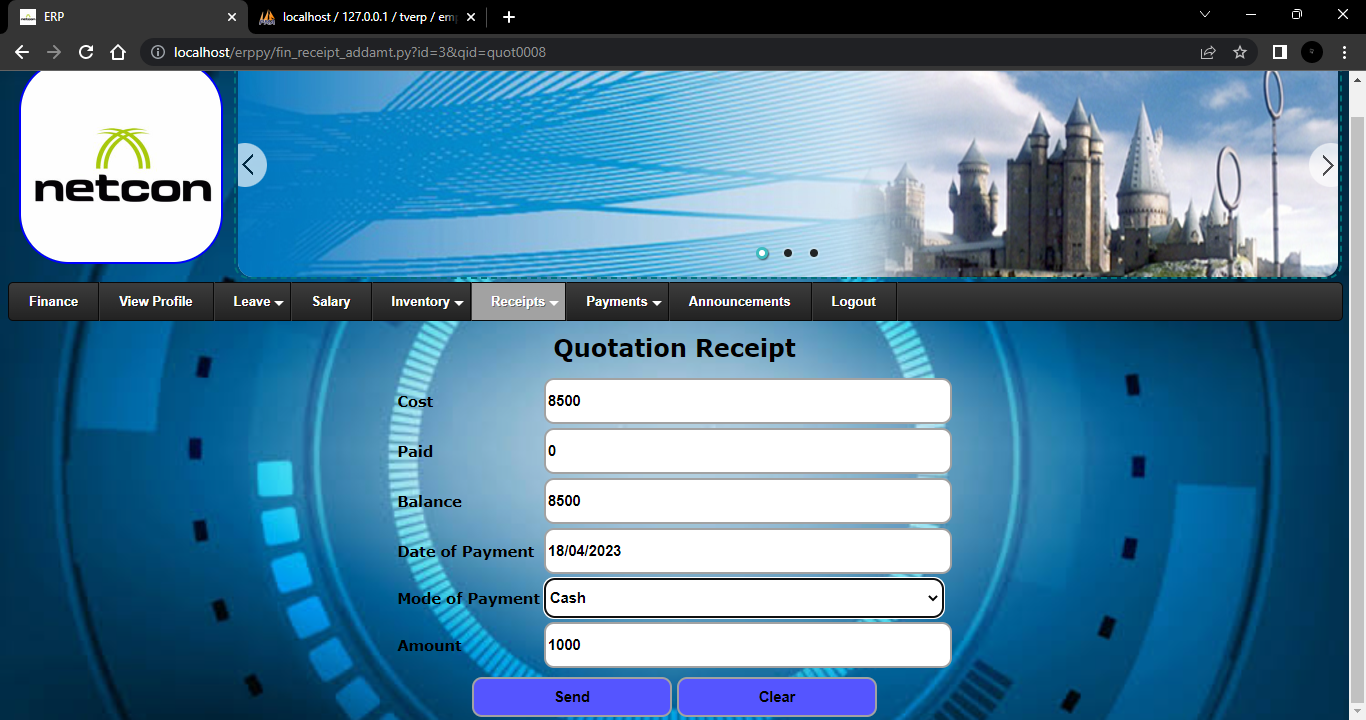 ERP
localhost / 127.0.0.1 / tverp / emp
localhost/erppy/fin_receipt_addamt.py?id=3&qid=quot0008
netcon
Finance View Profile Leave Salary Inventory Receipts Payments Announcements Logout
Quotation Receipt
Cost 8500
Paid 0
Balance 8500
Date of Payment 18/04/2023
Mode of Payment Cash
Amount 1000
Send Clear